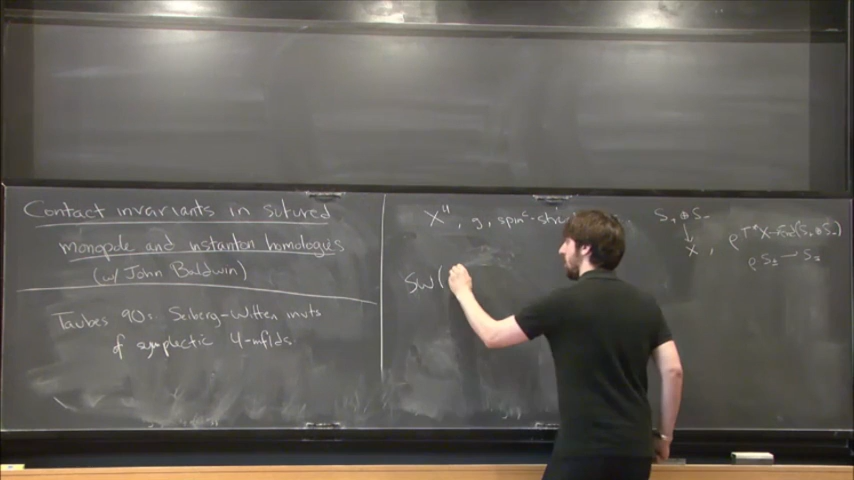 Contact invariants in sutured
monopole and instanton homologies
(w/ John Baldwin)
Taubes 90s: Seiberg-Witten invts
of symplectic 4-mflds.
X⁴, g, spinᶜ-str
S₊ ⊕ S₋
↓
X, ρ T*X → End(S₊ ⊕ S₋)
ρ S± → S∓
SW(